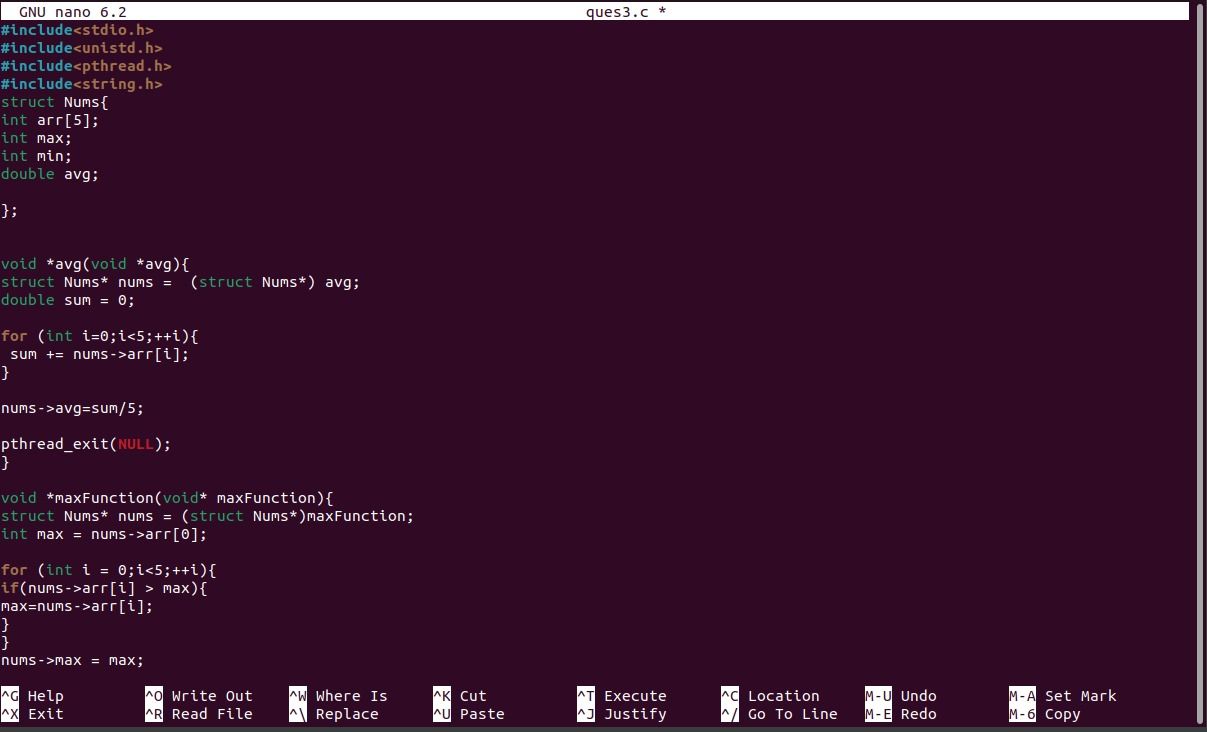 GNU nano 6.2 ques3.c *
#include<stdio.h>
#include<unistd.h>
#include<pthread.h>
#include<string.h>
struct Nums{
int arr[5];
int max;
int min;
double avg;
};
void *avg(void *avg){
struct Nums* nums =  (struct Nums*) avg;
double sum = 0;
for (int i=0;i<5;++i){
 sum += nums->arr[i];
}
nums->avg=sum/5;
pthread_exit(NULL);
}
void *maxFunction(void* maxFunction){
struct Nums* nums = (struct Nums*)maxFunction;
int max = nums->arr[0];
for (int i = 0;i<5;++i){
if(nums->arr[i] > max){
max=nums->arr[i];
}
}
nums->max = max;
^G Help ^O Write Out ^W Where Is ^K Cut ^T Execute ^C Location M-U Undo M-A Set Mark
^X Exit ^R Read File ^\ Replace ^U Paste ^J Justify ^/ Go To Line M-E Redo M-6 Copy